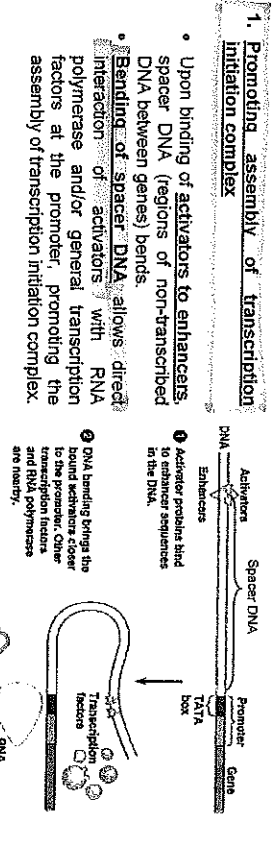 1. Promoting assembly of transcription
initiation complex
• Upon binding of activators to enhancers,
spacer DNA (regions of non-transcribed
DNA between genes) bends.
• Bending of spacer DNA allows direct
interaction of activators with RNA
polymerase and/or general transcription
factors at the promoter, promoting the
assembly of transcription initiation complex.
Activators
Spacer DNA
Promoter
Gene
DNA
Enhancers
TATA
box
1 Activator proteins bind
to enhancer sequences
in the DNA.
2 DNA bending brings the
bound activators closer
to the promoter. Other
transcription factors
and RNA polymerase
are nearby.
Transcription
factors
RNA